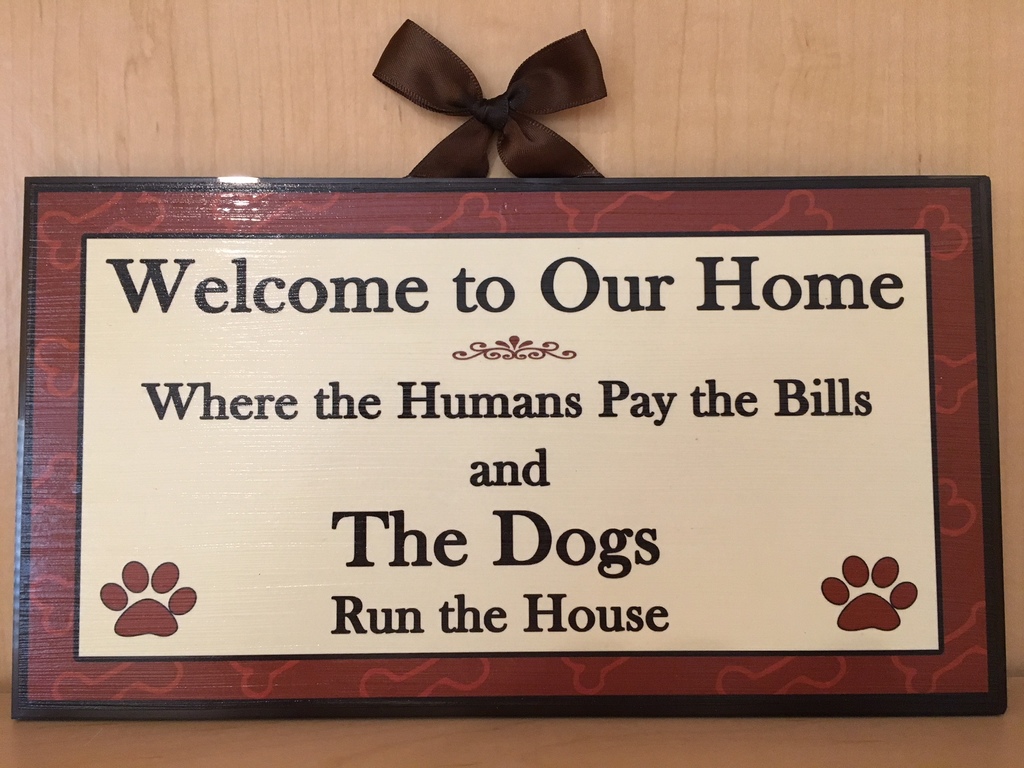 Welcome to Our Home
Where the Humans Pay the Bills
and
The Dogs
Run the House